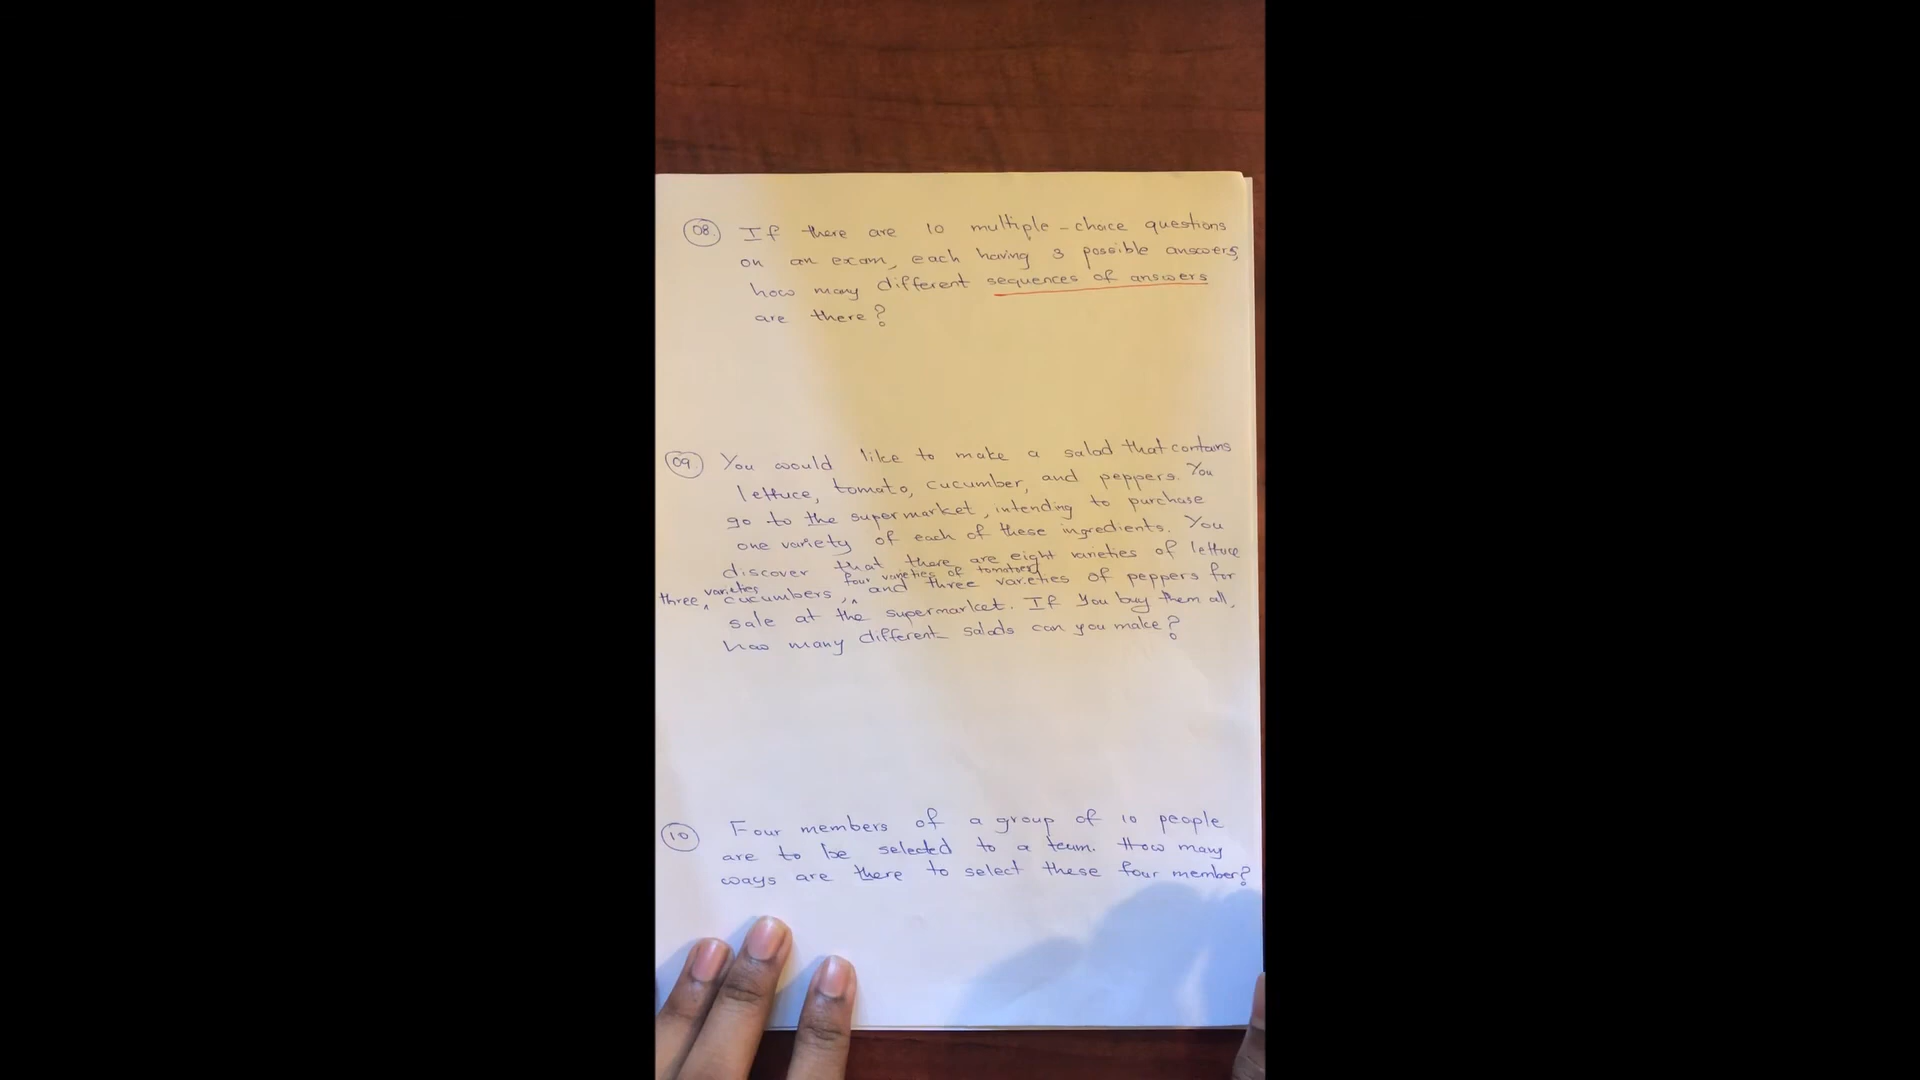 08. If there are 10 multiple-choice questions
on an exam, each having 3 possible answers,
how many different sequences of answers
are there?
09. You would like to make a salad that contains
lettuce, tomato, cucumber, and peppers. You
go to the supermarket, intending to purchase
one variety of each of these ingredients. You
discover that there are eight varieties of lettuce
four varieties of tomatoes,
three varieties cucumbers, and three varieties of peppers for
sale at the supermarket. If you buy them all,
how many different salads can you make?
10 Four members of a group of 10 people
are to be selected to a team. How many
ways are there to select these four member?